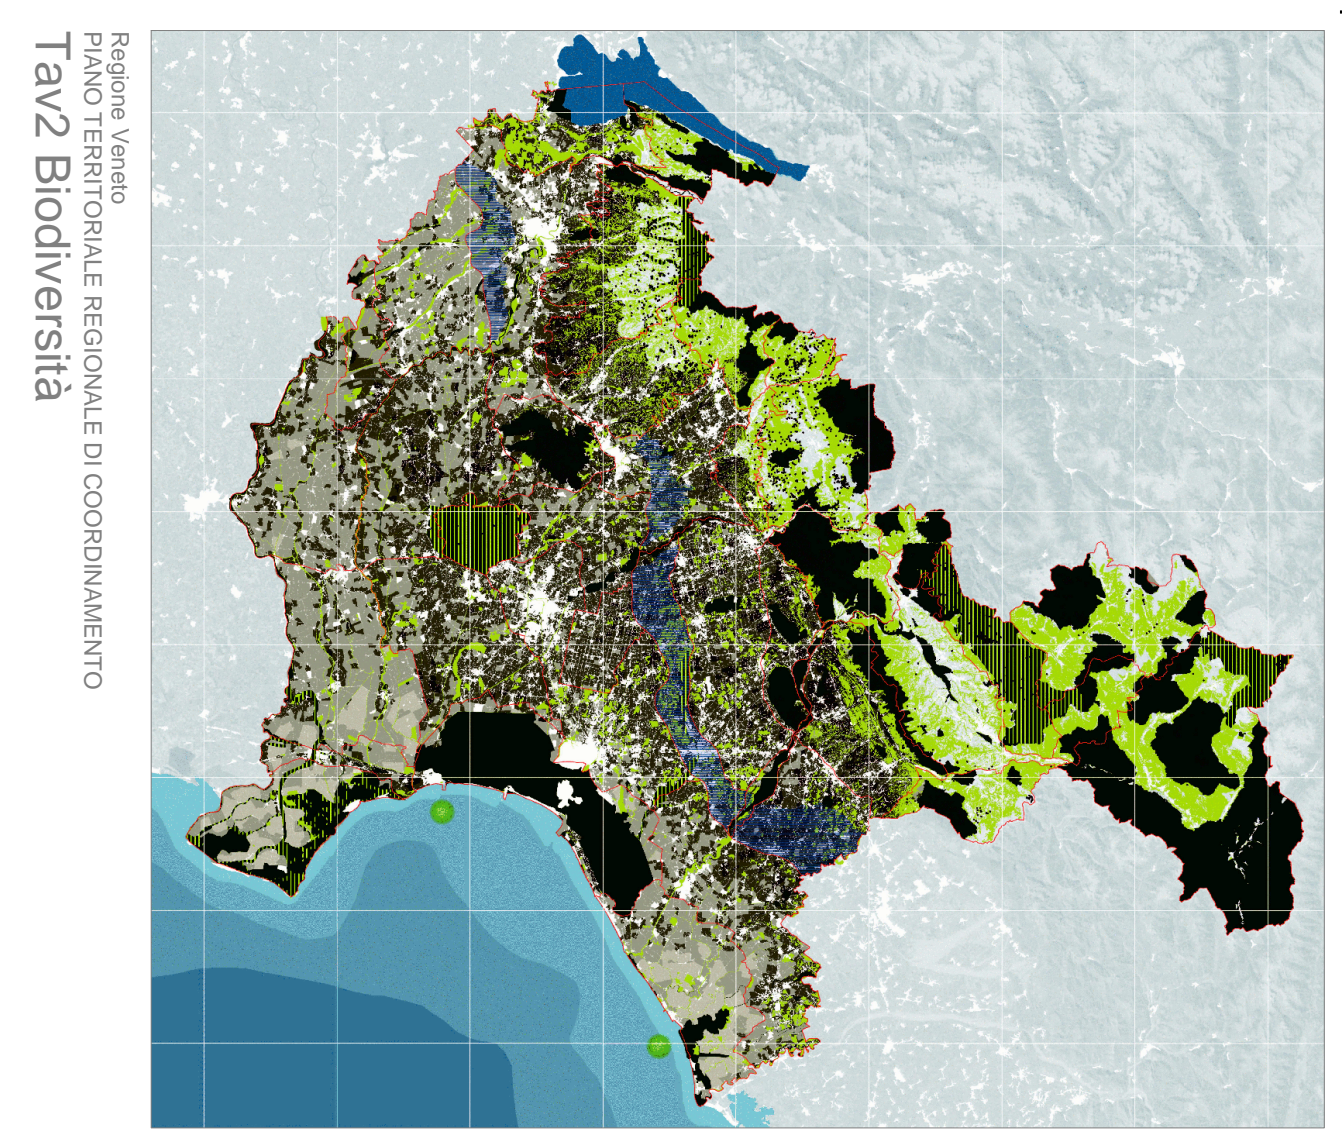 Regione Veneto
PIANO TERRITORIALE REGIONALE DI COORDINAMENTO
Tav2 Biodiversità